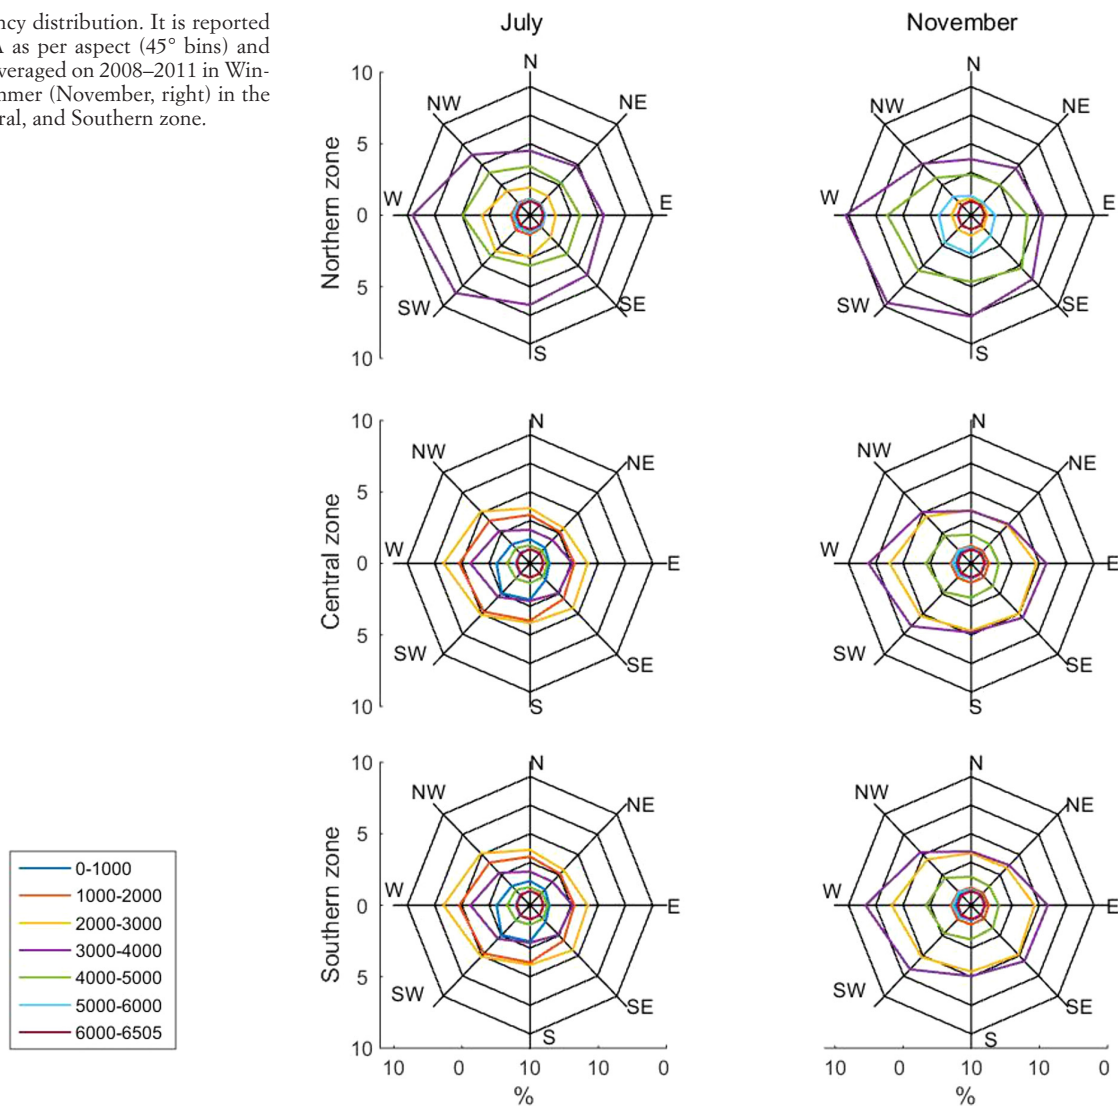 ncy distribution. It is reported
A as per aspect (45° bins) and
veraged on 2008–2011 in Win-
nmer (November, right) in the
ral, and Southern zone.
July
November
Northern zone
10
5
0
5
10
N
NE
E
SE
S
SW
W
NW
N
NE
E
SE
S
SW
W
NW
Central zone
10
5
0
5
10
N
NE
E
SE
S
SW
W
NW
N
NE
E
SE
S
SW
W
NW
Southern zone
10
5
0
5
10
N
NE
E
SE
S
SW
W
NW
N
NE
E
SE
S
SW
W
NW
10 0 10 10 0
%
10 0 10 10 0
%
0-1000
1000-2000
2000-3000
3000-4000
4000-5000
5000-6000
6000-6505